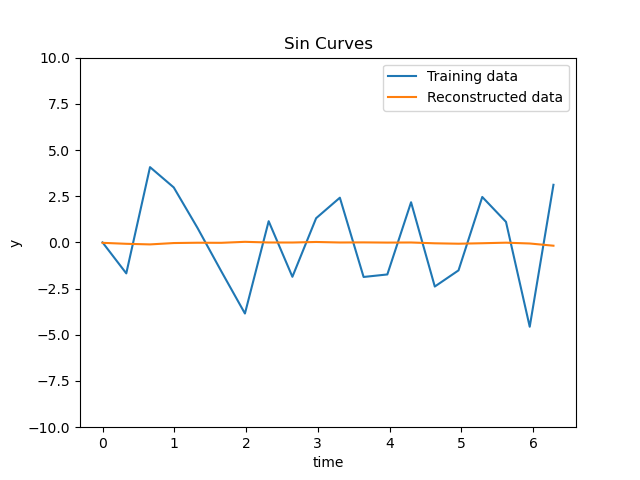 Sin Curves
Training data
Reconstructed data
10.0
7.5
5.0
2.5
0.0
−2.5
−5.0
−7.5
−10.0
y
0 1 2 3 4 5 6
time